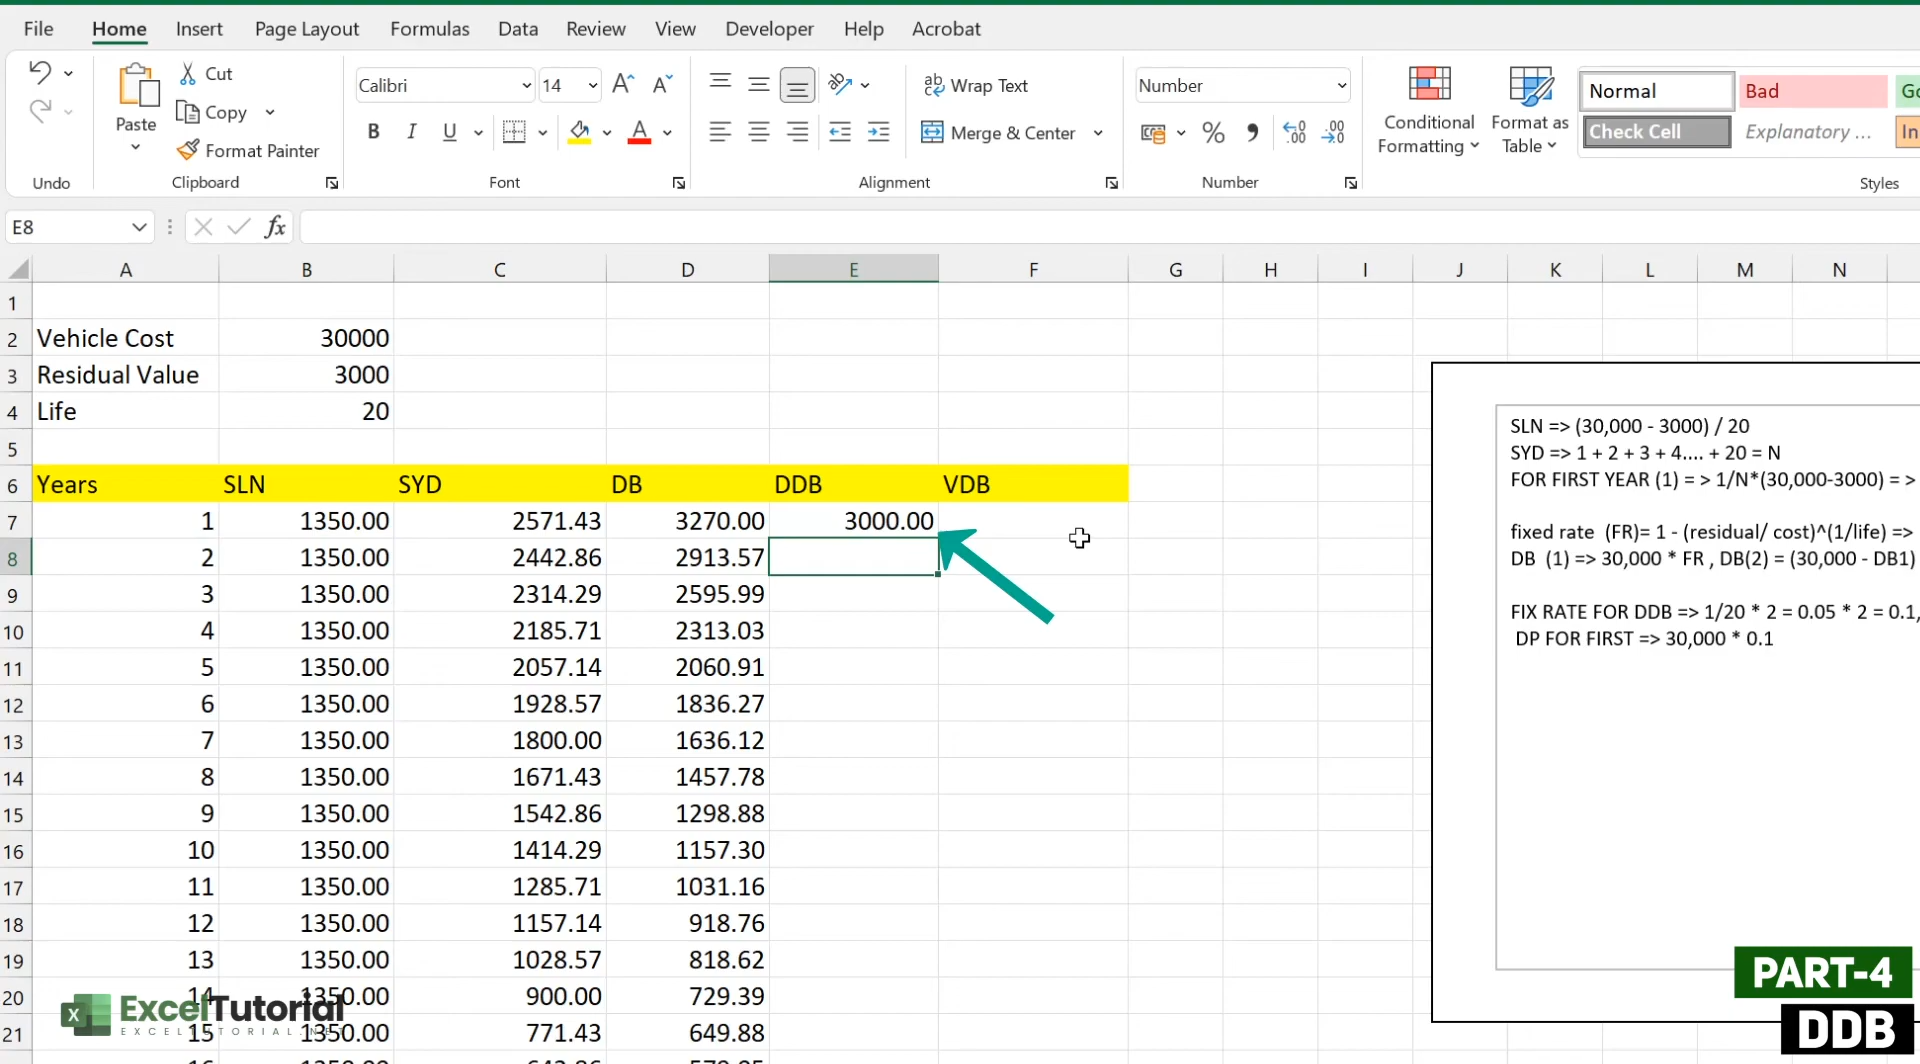 File Home Insert Page Layout Formulas Data Review View Developer Help Acrobat
Cut
Calibri 14 Wrap Text Number Normal Bad
Copy
Paste B I U Merge & Center % Conditional Formatting Format as Table Check Cell Explanatory ... In
Format Painter
Undo Clipboard Font Alignment Number Styles
E8 fx
A B C D E F G H I J K L M N
1
2 Vehicle Cost 30000
3 Residual Value 3000
4 Life 20
5
6 Years SLN SYD DB DDB VDB
7 1 1350.00 2571.43 3270.00 3000.00
8 2 1350.00 2442.86 2913.57
9 3 1350.00 2314.29 2595.99
10 4 1350.00 2185.71 2313.03
11 5 1350.00 2057.14 2060.91
12 6 1350.00 1928.57 1836.27
13 7 1350.00 1800.00 1636.12
14 8 1350.00 1671.43 1457.78
15 9 1350.00 1542.86 1298.88
16 10 1350.00 1414.29 1157.30
17 11 1350.00 1285.71 1031.16
18 12 1350.00 1157.14 918.76
19 13 1350.00 1028.57 818.62
20 14 1350.00 900.00 729.39
21 15 1350.00 771.43 649.88
SLN => (30,000 - 3000) / 20
SYD => 1 + 2 + 3 + 4.... + 20 = N
FOR FIRST YEAR (1) = > 1/N*(30,000-3000) = >
fixed rate (FR)= 1 - (residual/ cost)^(1/life) =>
DB (1) => 30,000 * FR , DB(2) = (30,000 - DB1)
FIX RATE FOR DDB => 1/20 * 2 = 0.05 * 2 = 0.1,
DP FOR FIRST => 30,000 * 0.1
X ExcelTutorial
EXCELTUTORIAL.NET
PART-4
DDB